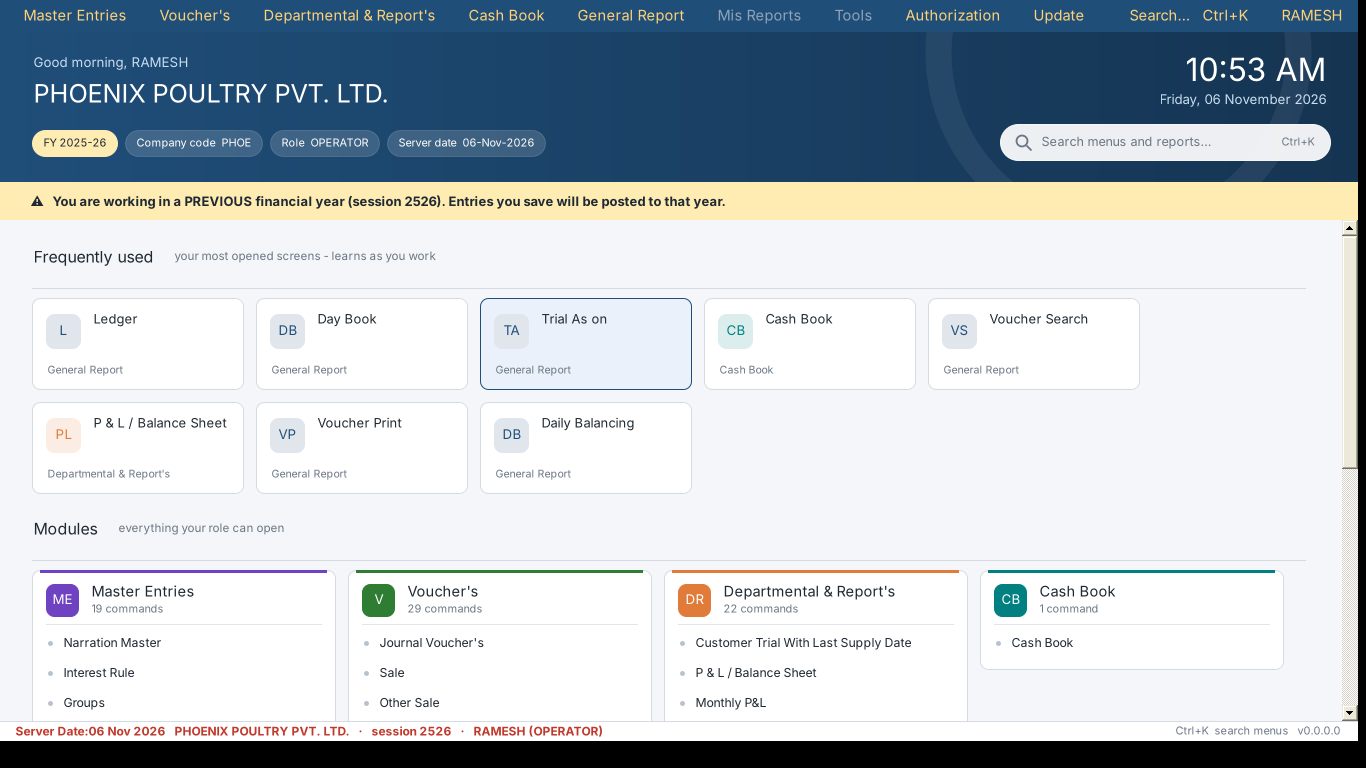 Master Entries Voucher's Departmental & Report's Cash Book General Report Mis Reports Tools Authorization Update Search... Ctrl+K RAMESH
Good morning, RAMESH
PHOENIX POULTRY PVT. LTD.
10:53 AM
Friday, 06 November 2026
FY 2025-26 Company code PHOE Role OPERATOR Server date 06-Nov-2026
Search menus and reports... Ctrl+K
⚠ You are working in a PREVIOUS financial year (session 2526). Entries you save will be posted to that year.
Frequently used your most opened screens - learns as you work
L Ledger
General Report
DB Day Book
General Report
TA Trial As on
General Report
CB Cash Book
Cash Book
VS Voucher Search
General Report
PL P & L / Balance Sheet
Departmental & Report's
VP Voucher Print
General Report
DB Daily Balancing
General Report
Modules everything your role can open
ME Master Entries
19 commands
Narration Master
Interest Rule
Groups
V Voucher's
29 commands
Journal Voucher's
Sale
Other Sale
DR Departmental & Report's
22 commands
Customer Trial With Last Supply Date
P & L / Balance Sheet
Monthly P&L
CB Cash Book
1 command
Cash Book
Server Date:06 Nov 2026 PHOENIX POULTRY PVT. LTD. · session 2526 · RAMESH (OPERATOR)
Ctrl+K search menus v0.0.0.0